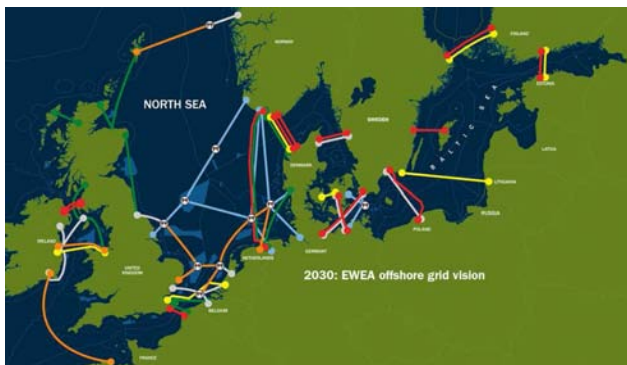 NORWAY
FINLAND
ESTONIA
NORTH SEA
SWEDEN
BALTIC SEA
LATVIA
DENMARK
LITHUANIA
RUSSIA
IRELAND
UNITED
KINGDOM
NETHERLANDS
GERMANY
POLAND
2030: EWEA offshore grid vision
BELGIUM
FRANCE